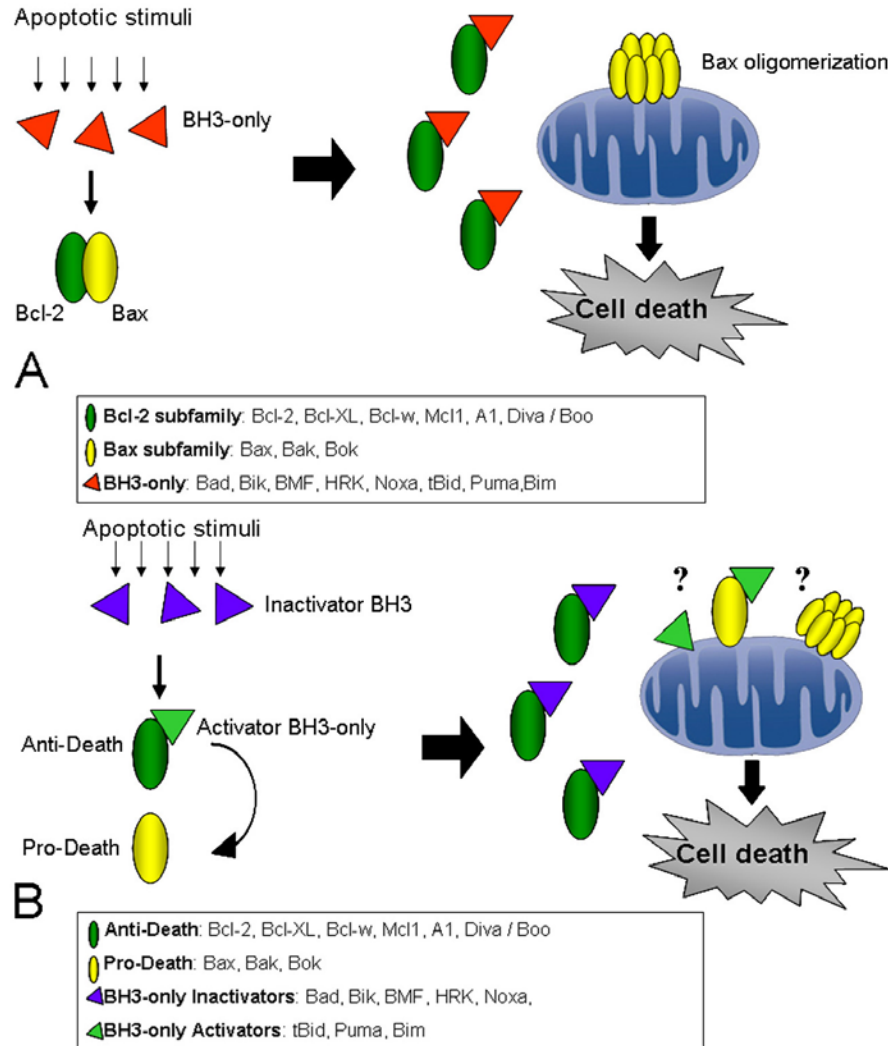 Apoptotic stimuli
BH3-only
Bax oligomerization
Bcl-2
Bax
Cell death
A
Bcl-2 subfamily: Bcl-2, Bcl-XL, Bcl-w, Mcl1, A1, Diva / Boo
Bax subfamily: Bax, Bak, Bok
BH3-only: Bad, Bik, BMF, HRK, Noxa, tBid, Puma,Bim
Apoptotic stimuli
Inactivator BH3
? ?
Anti-Death
Activator BH3-only
Pro-Death
Cell death
B
Anti-Death: Bcl-2, Bcl-XL, Bcl-w, Mcl1, A1, Diva / Boo
Pro-Death: Bax, Bak, Bok
BH3-only Inactivators: Bad, Bik, BMF, HRK, Noxa,
BH3-only Activators: tBid, Puma, Bim